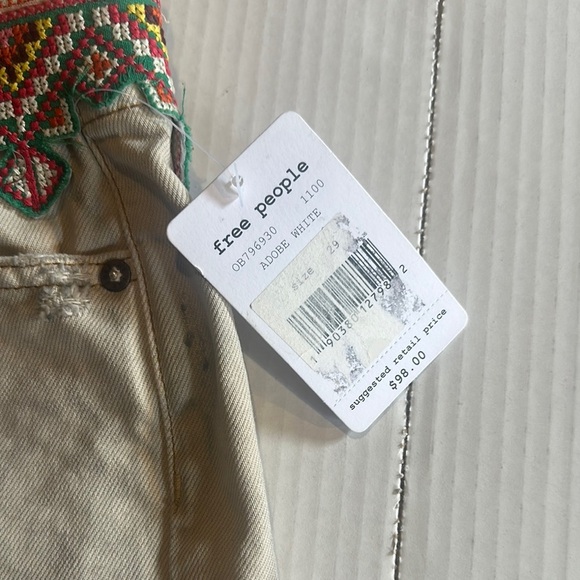 free people
OB796930 1100
ADOBE WHITE
size 29
suggested retail price
$98.00